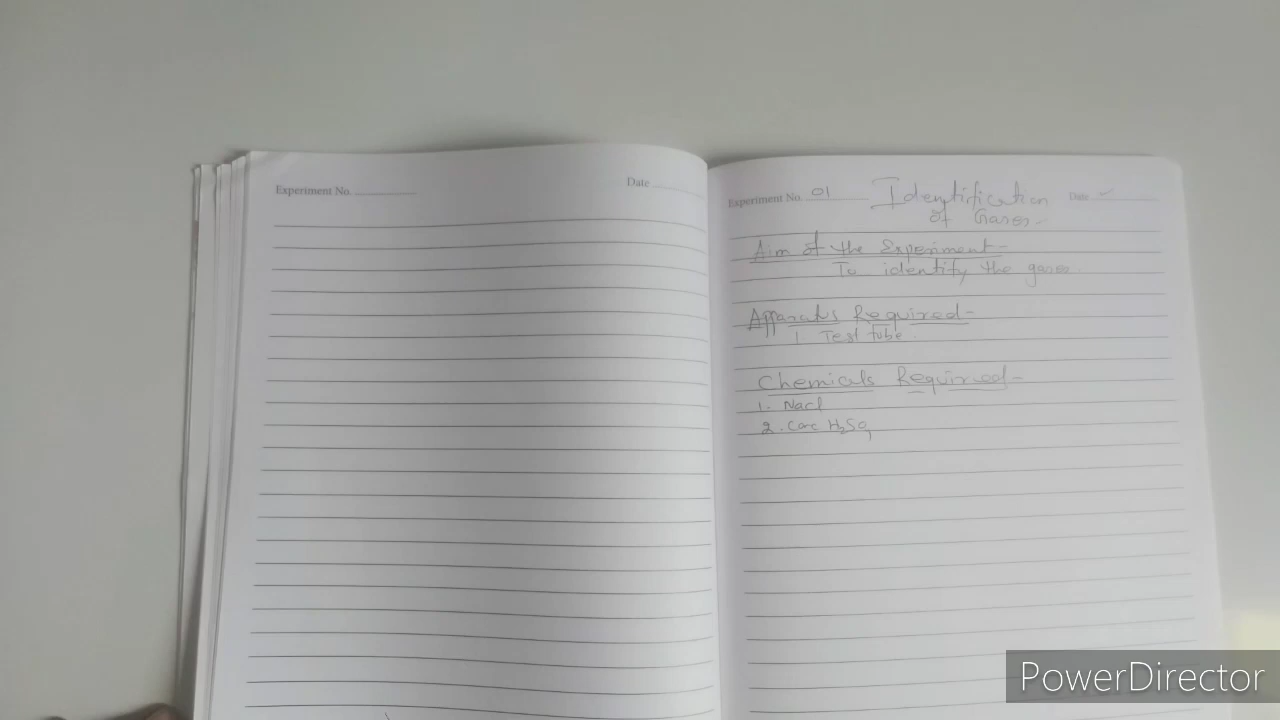 Experiment No.
Date
Experiment No. 01
Identification
of Gases-
Date
Aim of the Experiment-
To identify the gases.
Apparatus Required-
1. Test tube.
Chemicals Required-
1. Nacl
2. Conc H2SO4
PowerDirector